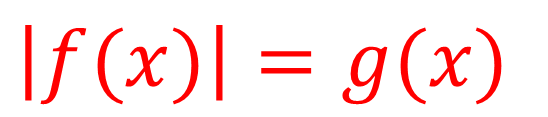 |f(x)| = g(x)